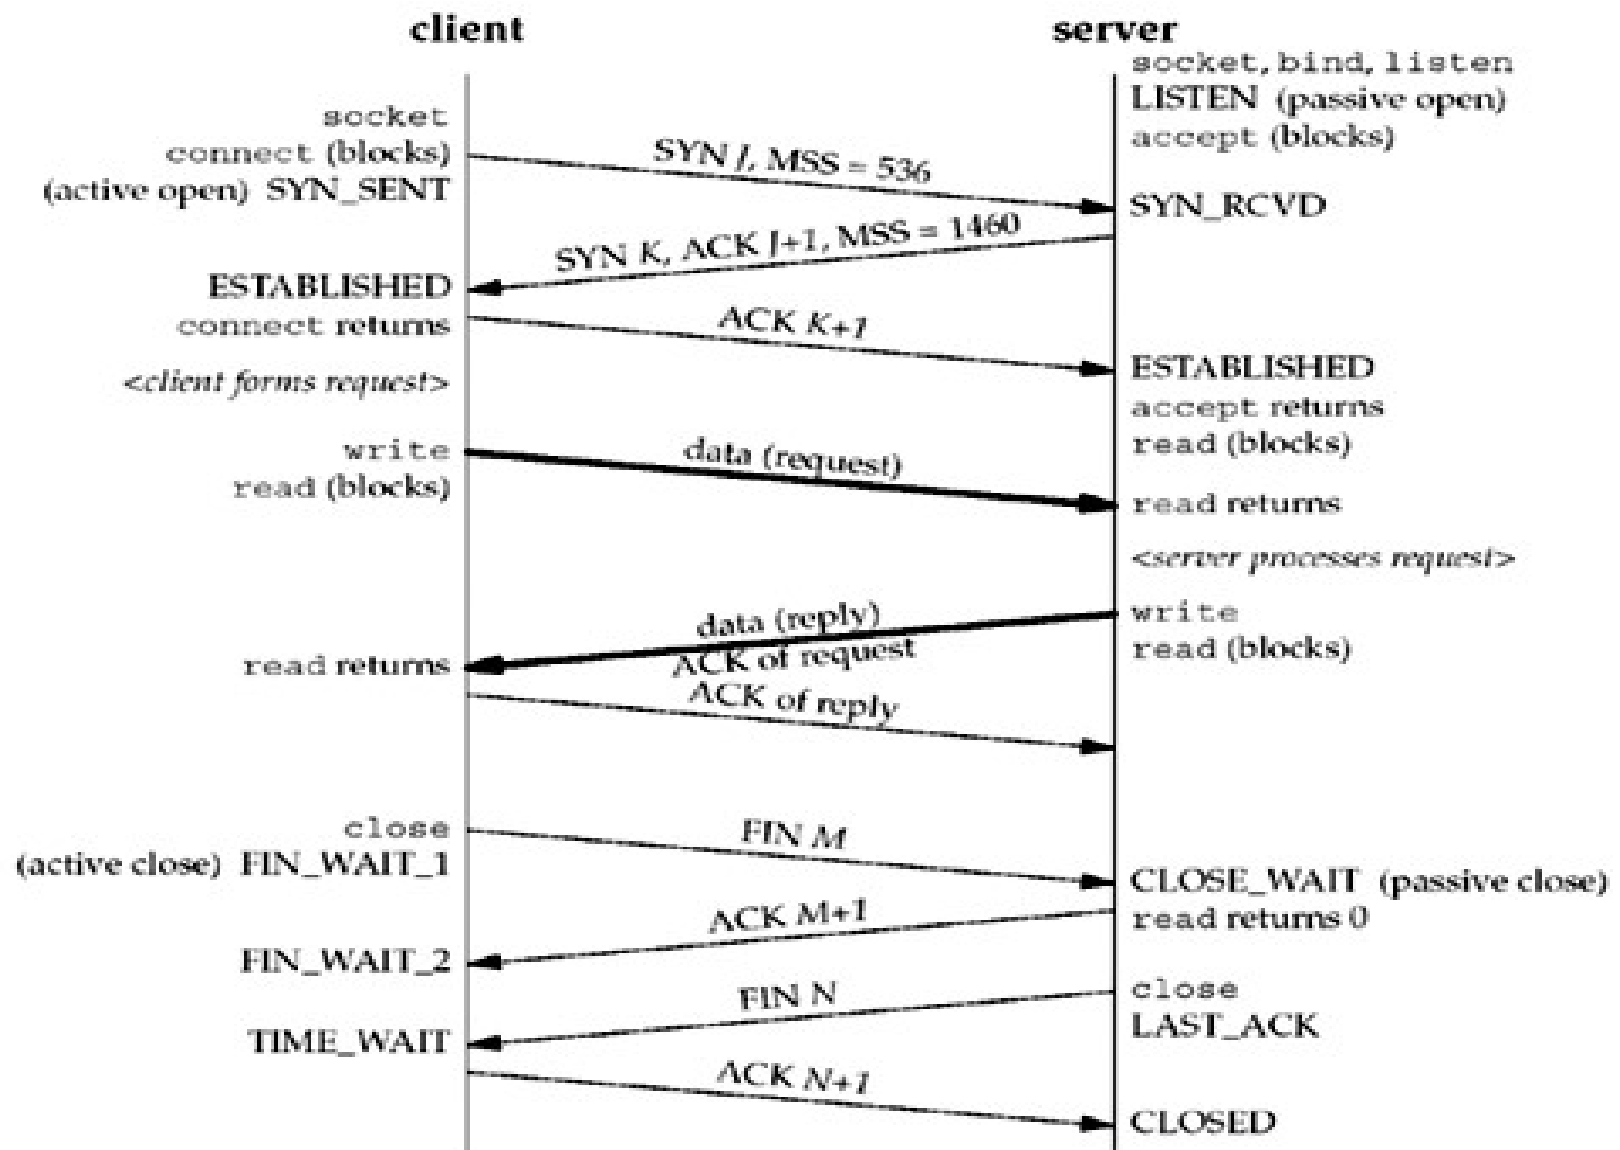 client
server
socket, bind, listen
LISTEN (passive open)
accept (blocks)
socket
connect (blocks)
(active open) SYN_SENT
SYN J, MSS = 536
SYN_RCVD
SYN K, ACK J+1, MSS = 1460
ESTABLISHED
connect returns
ACK K+1
<client forms request>
ESTABLISHED
accept returns
read (blocks)
write
read (blocks)
data (request)
read returns
<server processes request>
write
read (blocks)
data (reply)
ACK of request
read returns
ACK of reply
close
(active close) FIN_WAIT_1
FIN M
CLOSE_WAIT (passive close)
read returns 0
ACK M+1
FIN_WAIT_2
close
LAST_ACK
FIN N
TIME_WAIT
ACK N+1
CLOSED